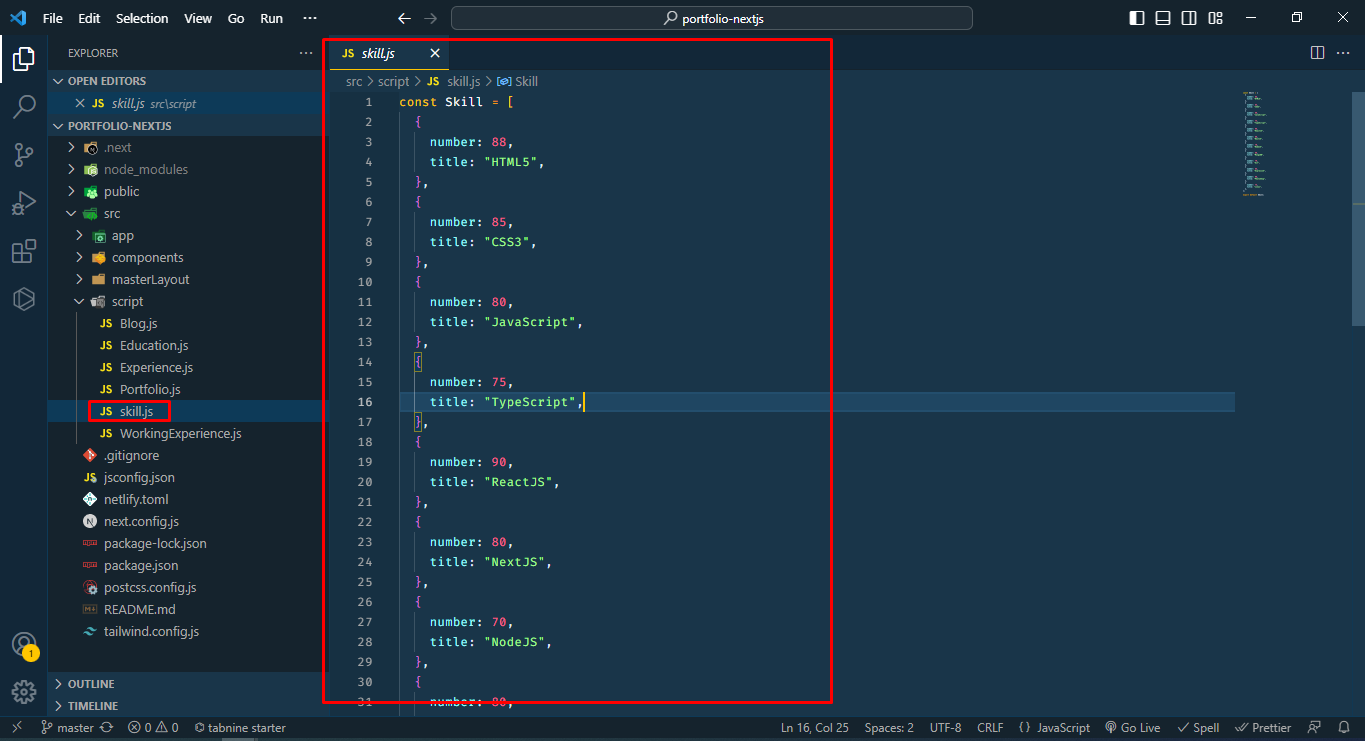 File Edit Selection View Go Run ···
portfolio-nextjs
EXPLORER ···
OPEN EDITORS
JS skill.js src\script
PORTFOLIO-NEXTJS
.next
node_modules
public
src
app
components
masterLayout
script
JS Blog.js
JS Education.js
JS Experience.js
JS Portfolio.js
JS skill.js
JS WorkingExperience.js
.gitignore
JS jsconfig.json
netlify.toml
N next.config.js
package-lock.json
package.json
postcss.config.js
README.md
tailwind.config.js
OUTLINE
TIMELINE
JS skill.js
src > script > JS skill.js > Skill
1 const Skill = [
2 {
3 number: 88,
4 title: "HTML5",
5 },
6 {
7 number: 85,
8 title: "CSS3",
9 },
10 {
11 number: 80,
12 title: "JavaScript",
13 },
14 {
15 number: 75,
16 title: "TypeScript",
17 },
18 {
19 number: 90,
20 title: "ReactJS",
21 },
22 {
23 number: 80,
24 title: "NextJS",
25 },
26 {
27 number: 70,
28 title: "NodeJS",
29 },
30 {
31 number: 80,
1
master 0 0 tabnine starter Ln 16, Col 25 Spaces: 2 UTF-8 CRLF {} JavaScript Go Live Spell Prettier